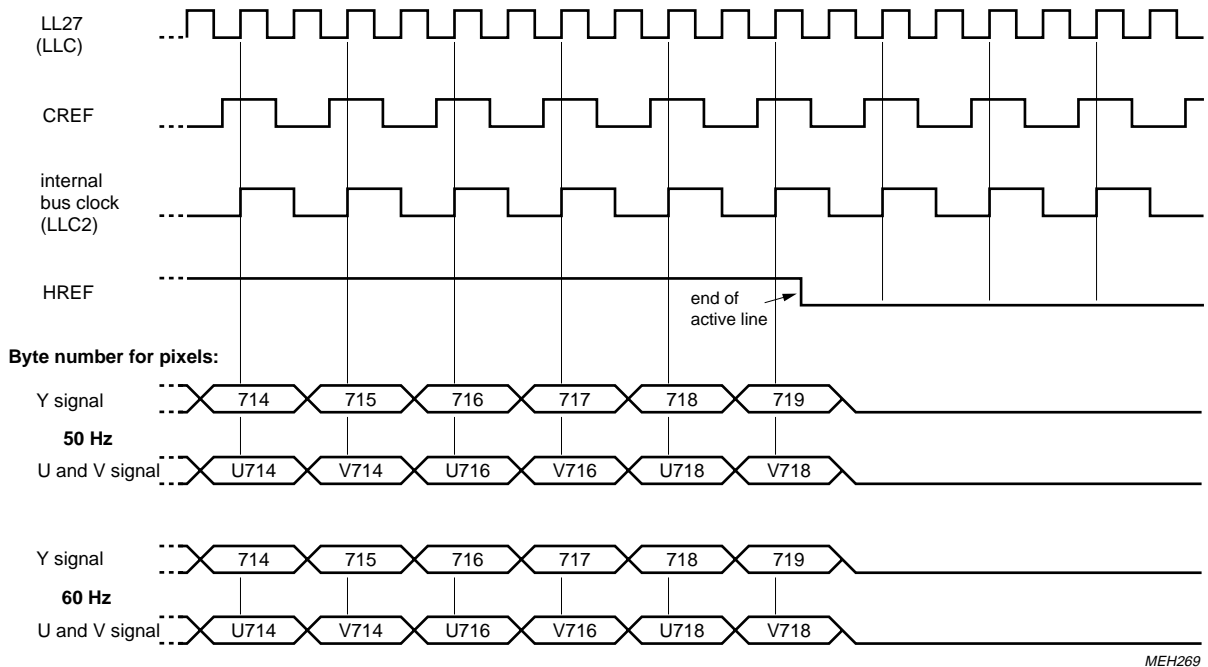 LL27
(LLC)
CREF
internal
bus clock
(LLC2)
HREF
end of
active line
Byte number for pixels:
Y signal 714 715 716 717 718 719
50 Hz
U and V signal U714 V714 U716 V716 U718 V718
Y signal 714 715 716 717 718 719
60 Hz
U and V signal U714 V714 U716 V716 U718 V718
MEH269